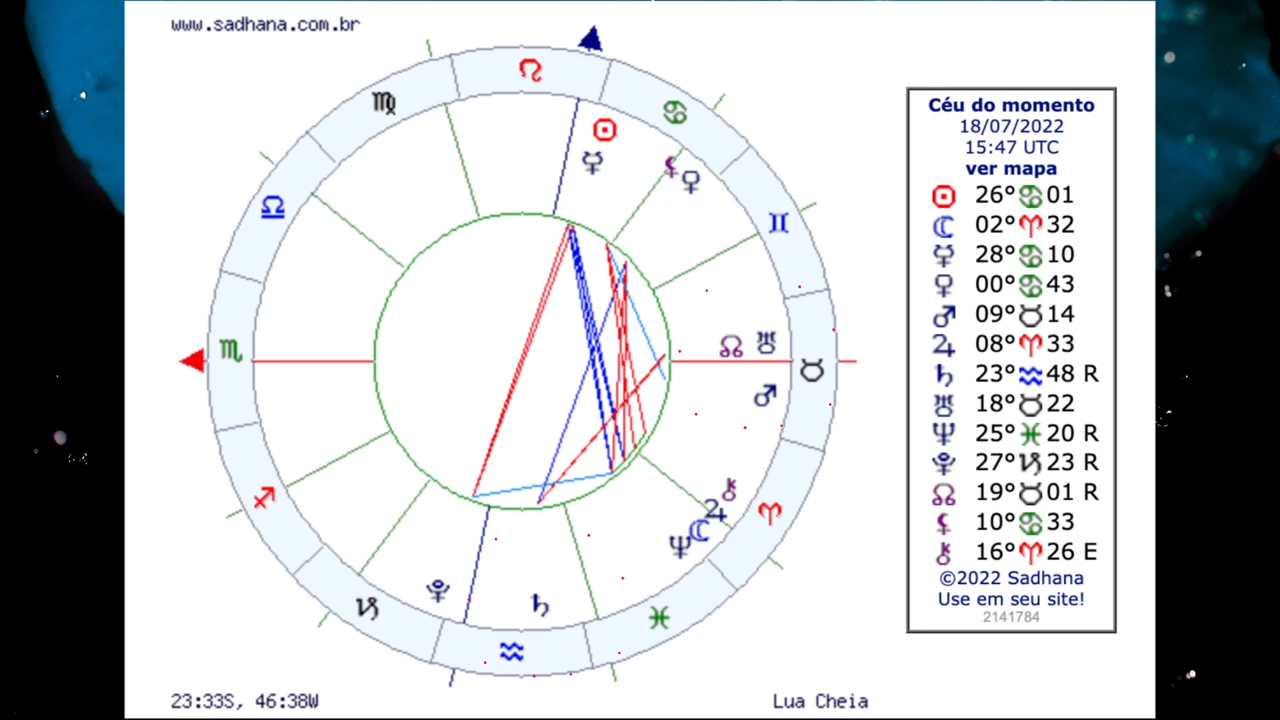 www.sadhana.com.br
Céu do momento
18/07/2022
15:47 UTC
ver mapa
☉ 26°♋01
☾ 02°♈32
☿ 28°♋10
♀ 00°♋43
♂ 09°♉14
♃ 08°♈33
♄ 23°♒48 R
♅ 18°♉22
♆ 25°♓20 R
♇ 27°♑23 R
☊ 19°♉01 R
⚸ 10°♋33
⚷ 16°♈26 E
©2022 Sadhana
Use em seu site!
2141784
23:33S, 46:38W
Lua Cheia